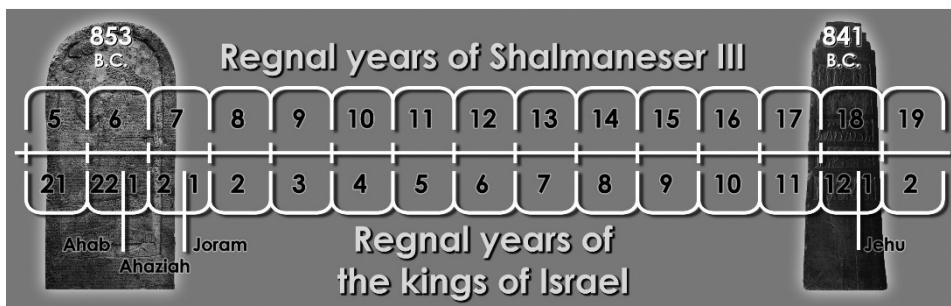 853
B.C.
Regnal years of Shalmaneser III
841
B.C.
5 6 7 8 9 10 11 12 13 14 15 16 17 18 19
21 22 1 2 1 2 3 4 5 6 7 8 9 10 11 12 1 2
Ahab
Ahaziah
Joram
Regnal years of
the kings of Israel
Jehu